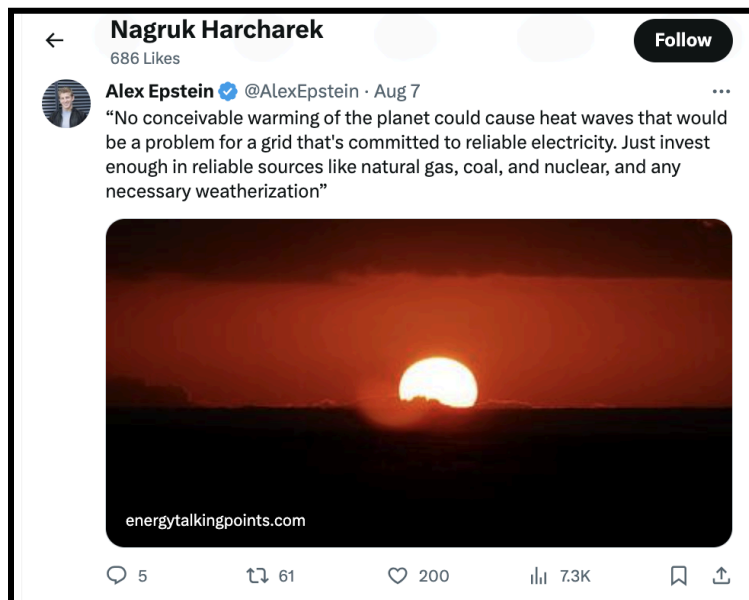 Nagruk Harcharek
686 Likes
Follow
Alex Epstein @AlexEpstein · Aug 7
“No conceivable warming of the planet could cause heat waves that would
be a problem for a grid that's committed to reliable electricity. Just invest
enough in reliable sources like natural gas, coal, and nuclear, and any
necessary weatherization”
energytalkingpoints.com
5 61 200 7.3K